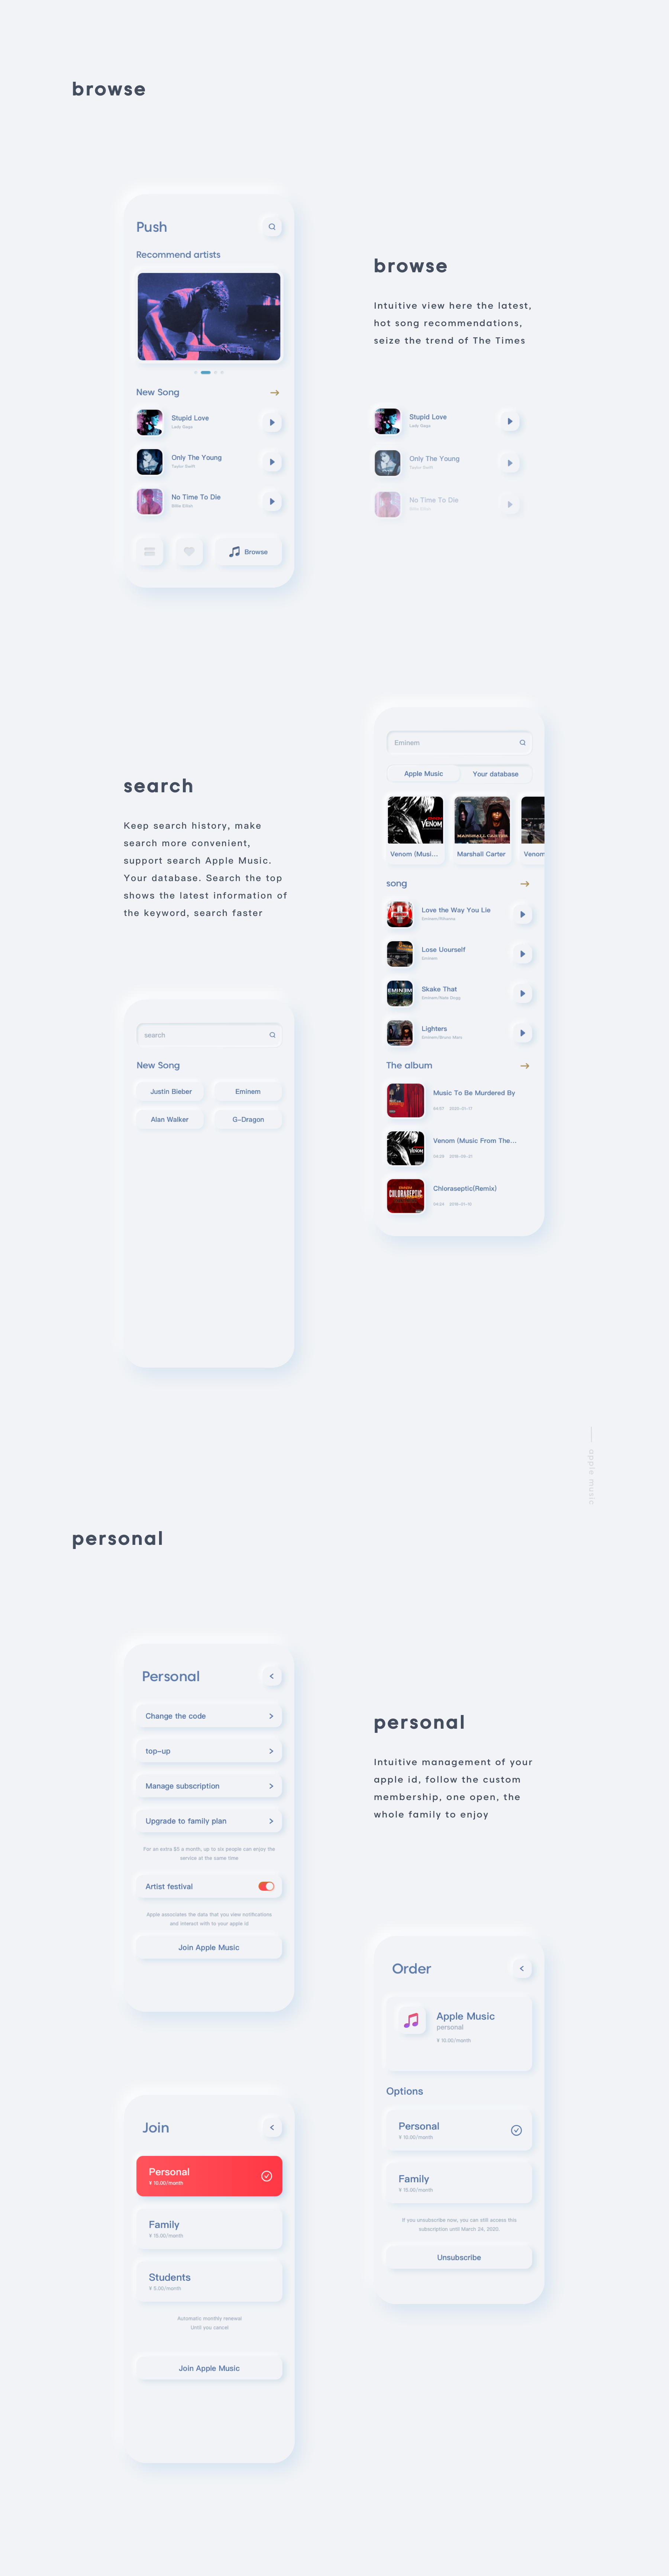 browse
Push
Recommend artists
New Song
Stupid Love
Lady Gaga
Only The Young
Taylor Swift
No Time To Die
Billie Eilish
Browse
browse
Intuitive view here the latest,
hot song recommendations,
seize the trend of The Times
Stupid Love
Lady Gaga
Only The Young
Taylor Swift
No Time To Die
search
Keep search history, make
search more convenient,
support search Apple Music.
Your database. Search the top
shows the latest information of
the keyword, search faster
Eminem
Apple Music
Your database
VENOM
Venom (Musi...
MARSHALL CARTER
Marshall Carter
Venom
song
Love the Way You Lie
Eminem/Rihanna
Lose Uourself
Eminem
EMINEM
Skake That
Eminem/Nate Dogg
Lighters
Eminem/Bruno Mars
The album
Music To Be Murdered By
VENOM
Venom (Music From The...
CHLORASEPTIC
Chloraseptic(Remix)
search
New Song
Justin Bieber
Eminem
Alan Walker
G-Dragon
apple music
personal
Personal
Change the code
top-up
Manage subscription
Upgrade to family plan
For an extra $5 a month, up to six people can enjoy the
service at the same time
Artist festival
Apple associates the data that you view notifications
and interact with to your apple id
Join Apple Music
personal
Intuitive management of your
apple id, follow the custom
membership, one open, the
whole family to enjoy
Order
Apple Music
personal
¥ 10.00/month
Options
Personal
¥ 10.00/month
Family
¥ 15.00/month
If you unsubscribe now, you can still access this
subscription until March 24, 2020.
Unsubscribe
Join
Personal
¥ 10.00/month
Family
¥ 15.00/month
Students
¥ 5.00/month
Automatic monthly renewal
Until you cancel
Join Apple Music